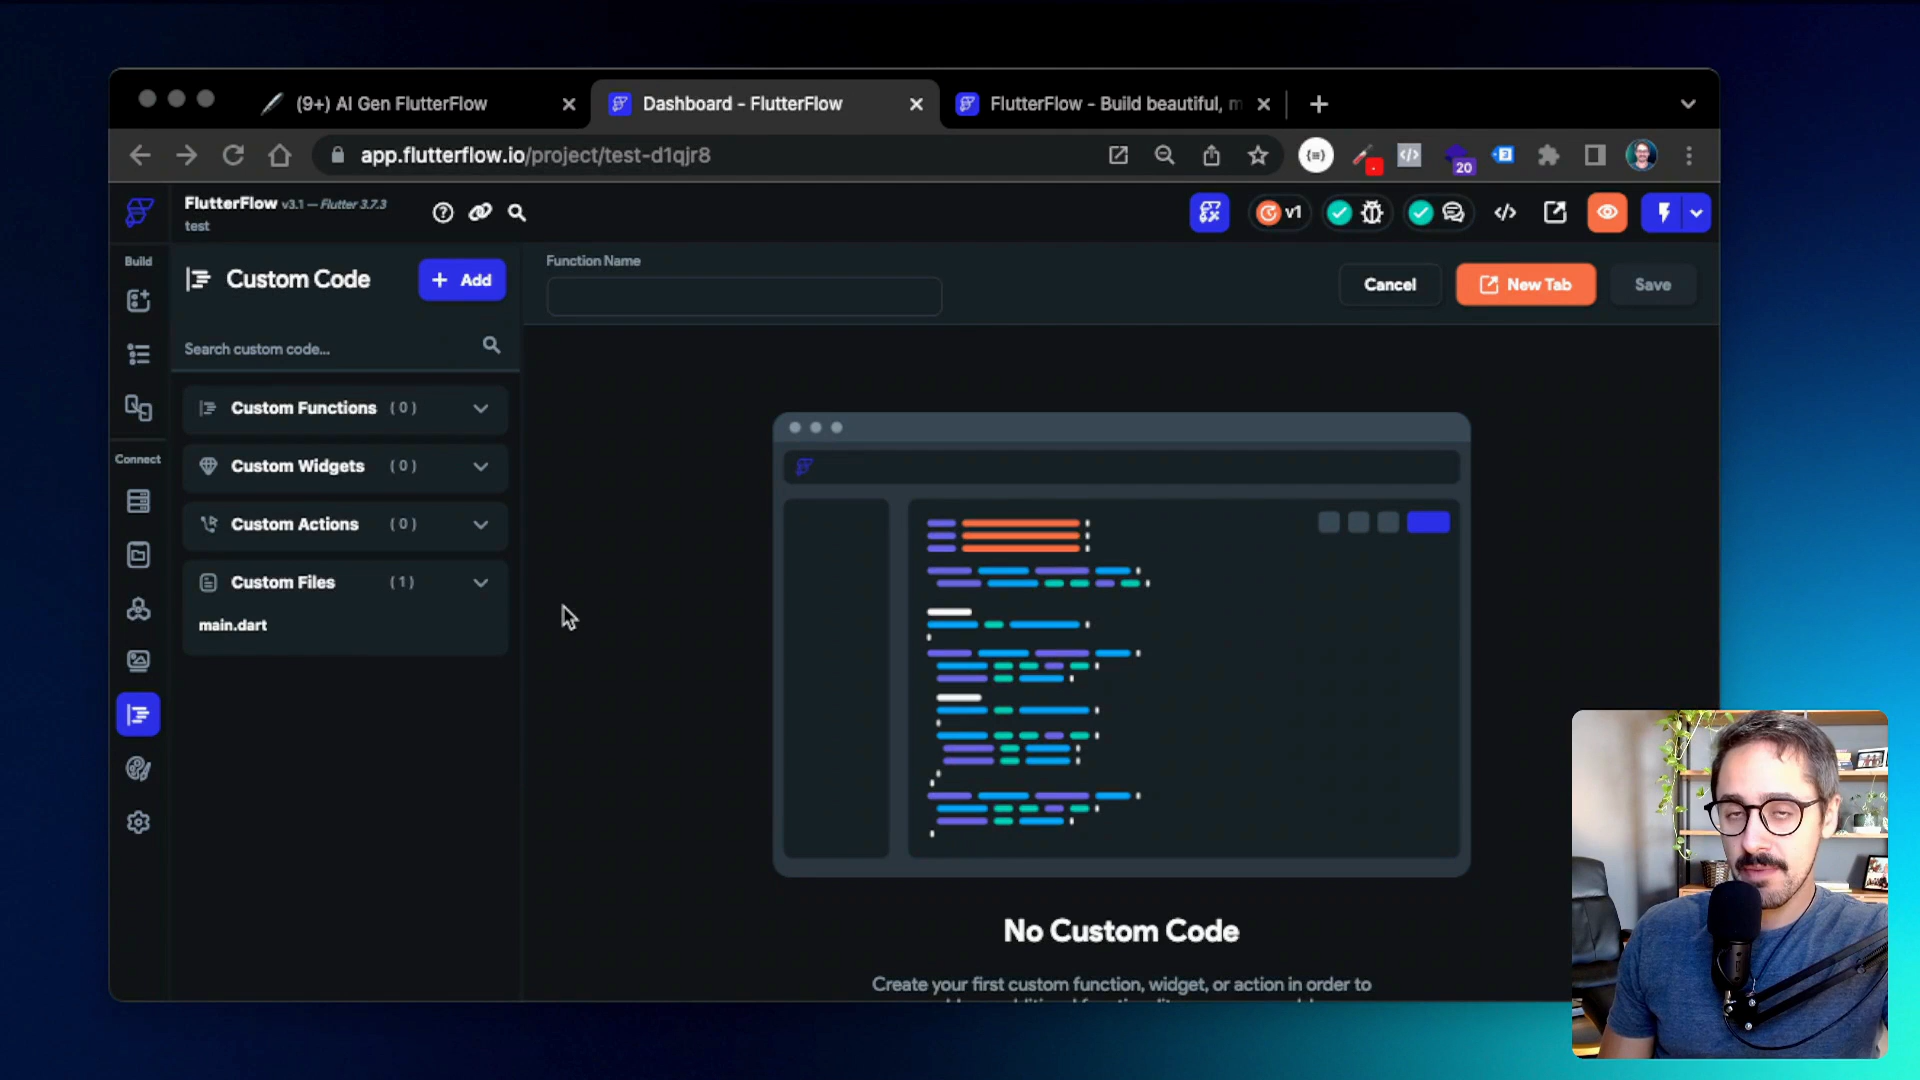 (9+) AI Gen FlutterFlow
Dashboard - FlutterFlow
FlutterFlow - Build beautiful, m
app.flutterflow.io/project/test-d1qjr8
20
FlutterFlow v3.1 — Flutter 3.7.3
test
v1
Build
Custom Code
+ Add
Function Name
Cancel
New Tab
Save
Search custom code...
Custom Functions (0)
Connect
Custom Widgets (0)
Custom Actions (0)
Custom Files (1)
main.dart
No Custom Code
Create your first custom function, widget, or action in order to